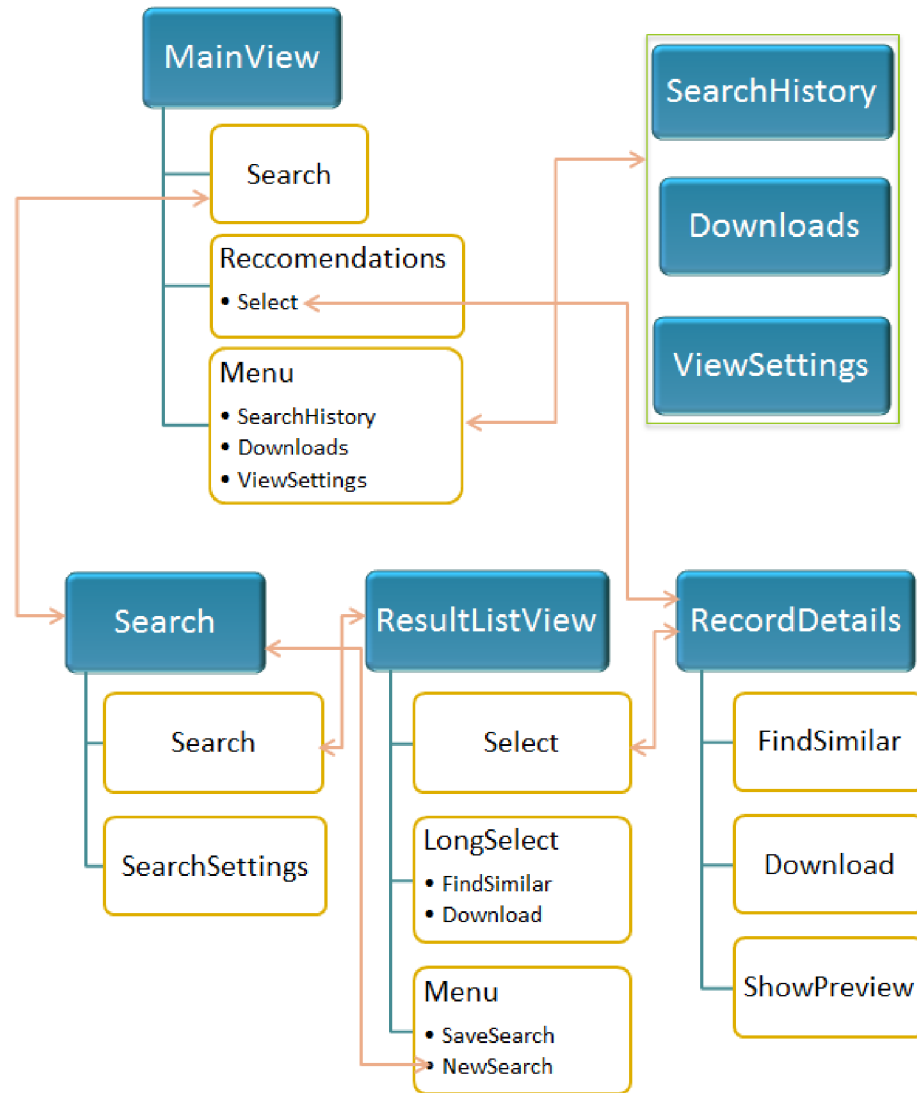 MainView
Search
Reccomendations
• Select
Menu
• SearchHistory
• Downloads
• ViewSettings
SearchHistory
Downloads
ViewSettings
Search
Search
SearchSettings
ResultListView
Select
LongSelect
• FindSimilar
• Download
Menu
• SaveSearch
• NewSearch
RecordDetails
FindSimilar
Download
ShowPreview